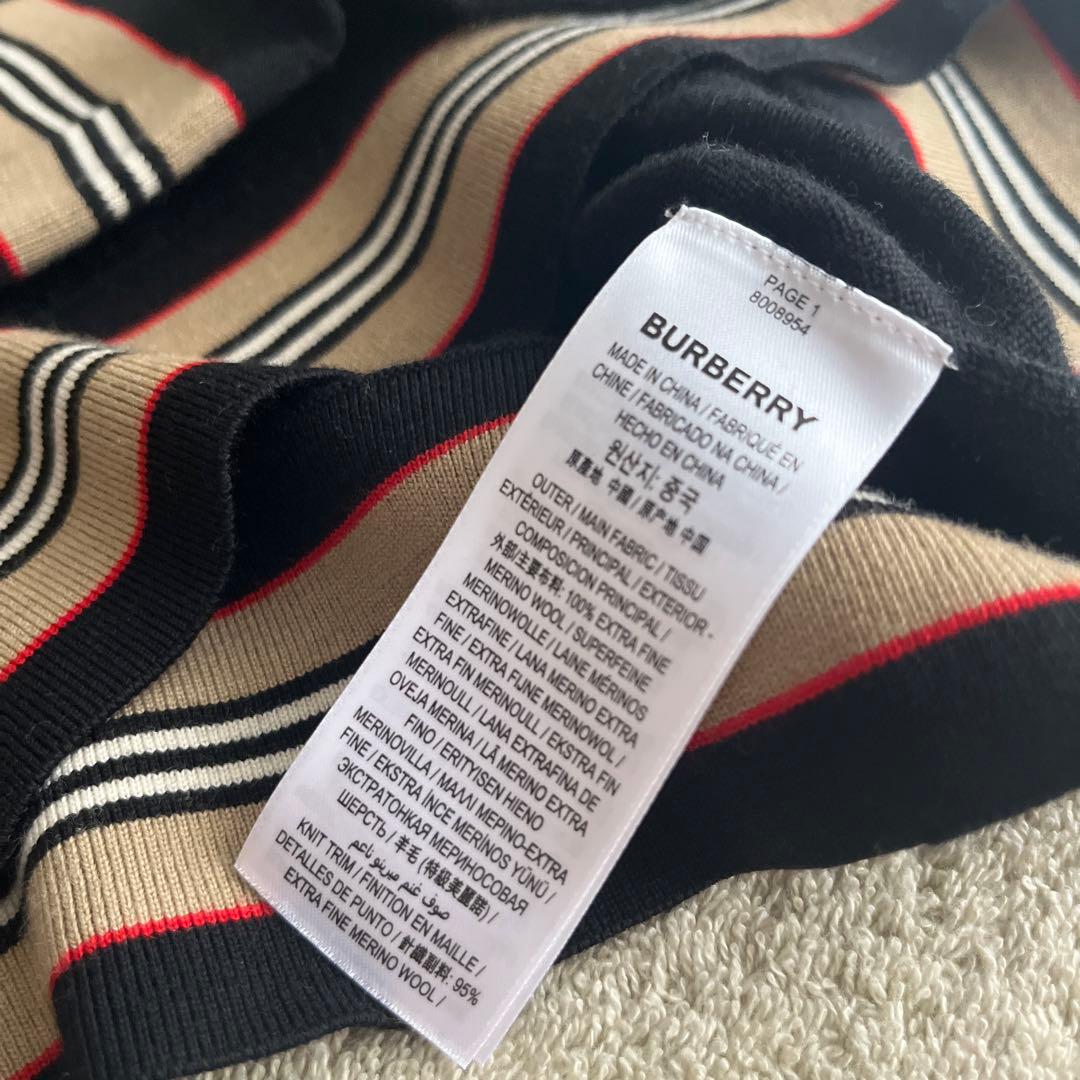 PAGE 1
8008954
BURBERRY
MADE IN CHINA / FABRIQUÉ EN
CHINE / FABRICADO NA CHINA /
HECHO EN CHINA
원산지: 중국
原產地 中國 / 原产地 中国
OUTER / MAIN FABRIC / TISSU
EXTÉRIEUR / PRINCIPAL / EXTERIOR -
COMPOSICION PRINCIPAL /
外部/主要布料: 100% EXTRA FINE
MERINO WOOL / SUPERFEINE
MERINOWOLLE / LAINE MÉRINOS
EXTRAFINE / LANA MERINO EXTRA
FINE / EXTRA FIJNE MERINOWOL /
EXTRA FIN MERINOULL / EKSTRA FIN
MERINOULL / LANA EXTRAFINA DE
OVEJA MERINA / LÃ MERINO EXTRA
FINO / ERITYISEN HIENO
MERINOVILLA / ΜΑΛΛΙ ΜΕΡΙΝΟ-EXTRA
FINE / EKSTRA İNCE MERİNOS YÜNÜ /
ЭКСТРАТОНКАЯ МЕРИНОСОВАЯ
ШЕРСТЬ / 羊毛 (特級美麗諾) /
صوف غنم ميرينو ناعم /
KNIT TRIM / FINITION EN MAILLE /
DETALLES DE PUNTO / 針織副料: 95%
EXTRA FINE MERINO WOOL /